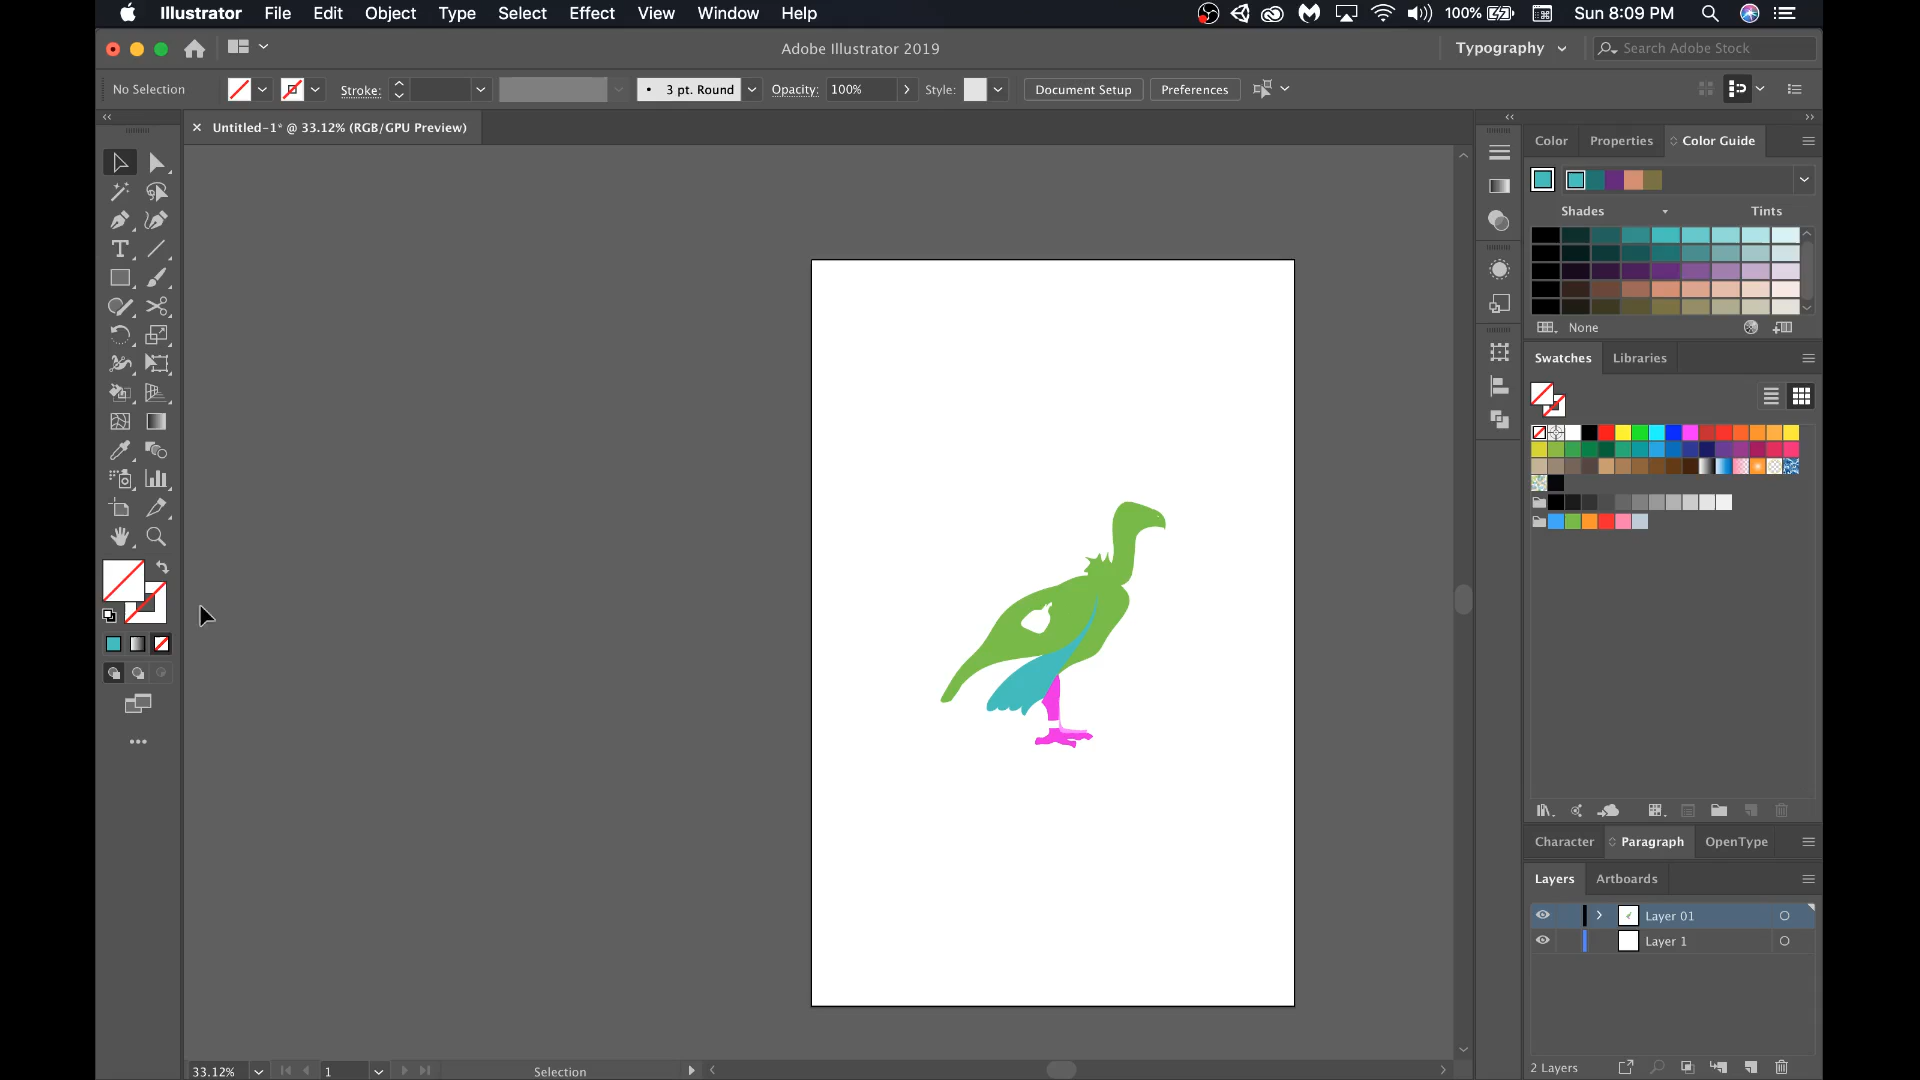 Illustrator File Edit Object Type Select Effect View Window Help 100% Sun 8:09 PM
Adobe Illustrator 2019 Typography Search Adobe Stock
No Selection Stroke: 3 pt. Round Opacity: 100% Style: Document Setup Preferences
Untitled-1* @ 33.12% (RGB/GPU Preview)
Color Properties Color Guide
Shades Tints
None
Swatches Libraries
Character Paragraph OpenType
Layers Artboards
Layer 01
Layer 1
2 Layers
33.12% 1 Selection